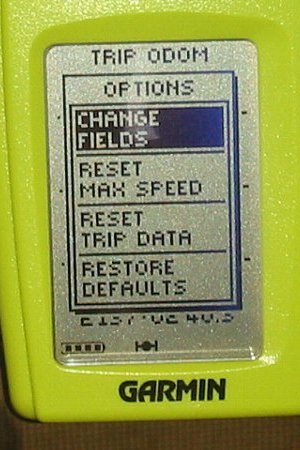 TRIP ODOM
OPTIONS
CHANGE
FIELDS
RESET
MAX SPEED
RESET
TRIP DATA
RESTORE
DEFAULTS
GARMIN